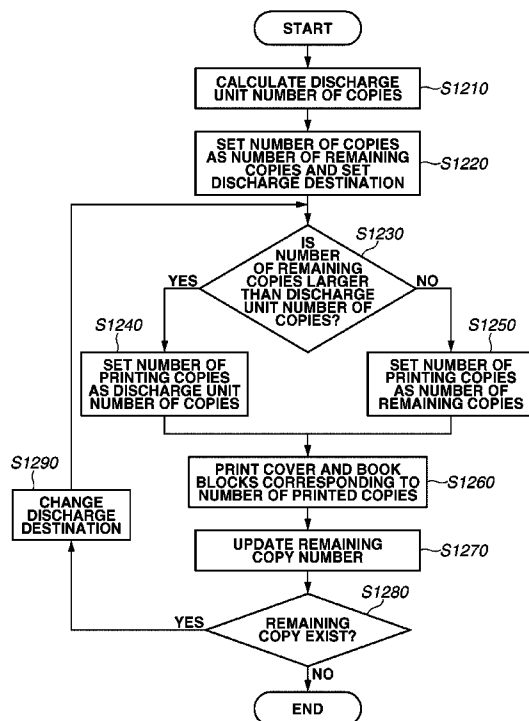 START
CALCULATE DISCHARGE
UNIT NUMBER OF COPIES
S1210
SET NUMBER OF COPIES
AS NUMBER OF REMAINING
COPIES AND SET
DISCHARGE DESTINATION
S1220
S1230
IS
NUMBER
OF REMAINING
COPIES LARGER
THAN DISCHARGE
UNIT NUMBER OF
COPIES?
YES
NO
S1240
SET NUMBER OF
PRINTING COPIES
AS DISCHARGE UNIT
NUMBER OF COPIES
S1250
SET NUMBER OF
PRINTING COPIES
AS NUMBER OF
REMAINING COPIES
PRINT COVER AND BOOK
BLOCKS CORRESPONDING TO
NUMBER OF PRINTED COPIES
S1260
S1290
CHANGE
DISCHARGE
DESTINATION
UPDATE REMAINING
COPY NUMBER
S1270
S1280
YES
REMAINING
COPY EXIST?
NO
END